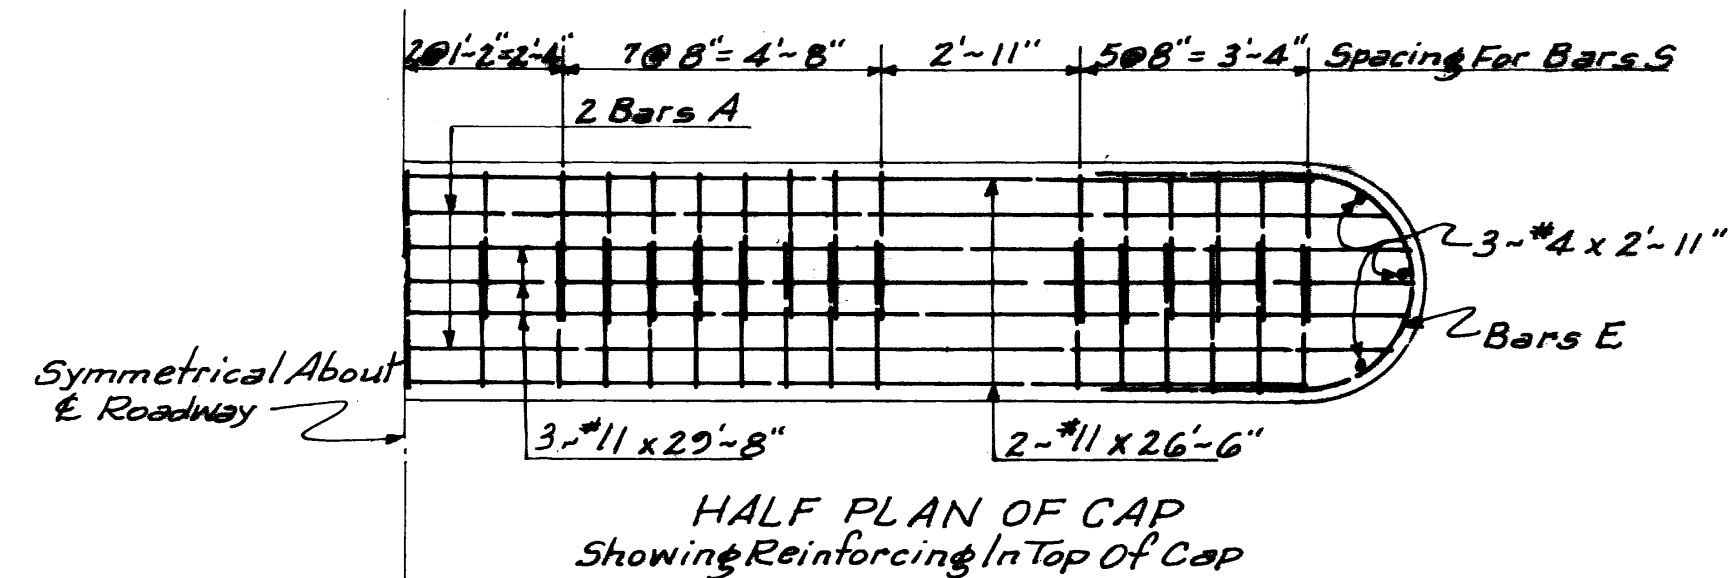 2@1'~2"=2'~4" 7@8"=4'~8" 2'~11" 5@8"=3'~4" Spacing For Bars S
2 Bars A
3~#4 x 2'~11"
Bars E
Symmetrical About
℄ Roadway
3~#11 x 29'~8"
2~#11 x 26'~6"
HALF PLAN OF CAP
Showing Reinforcing In Top Of Cap